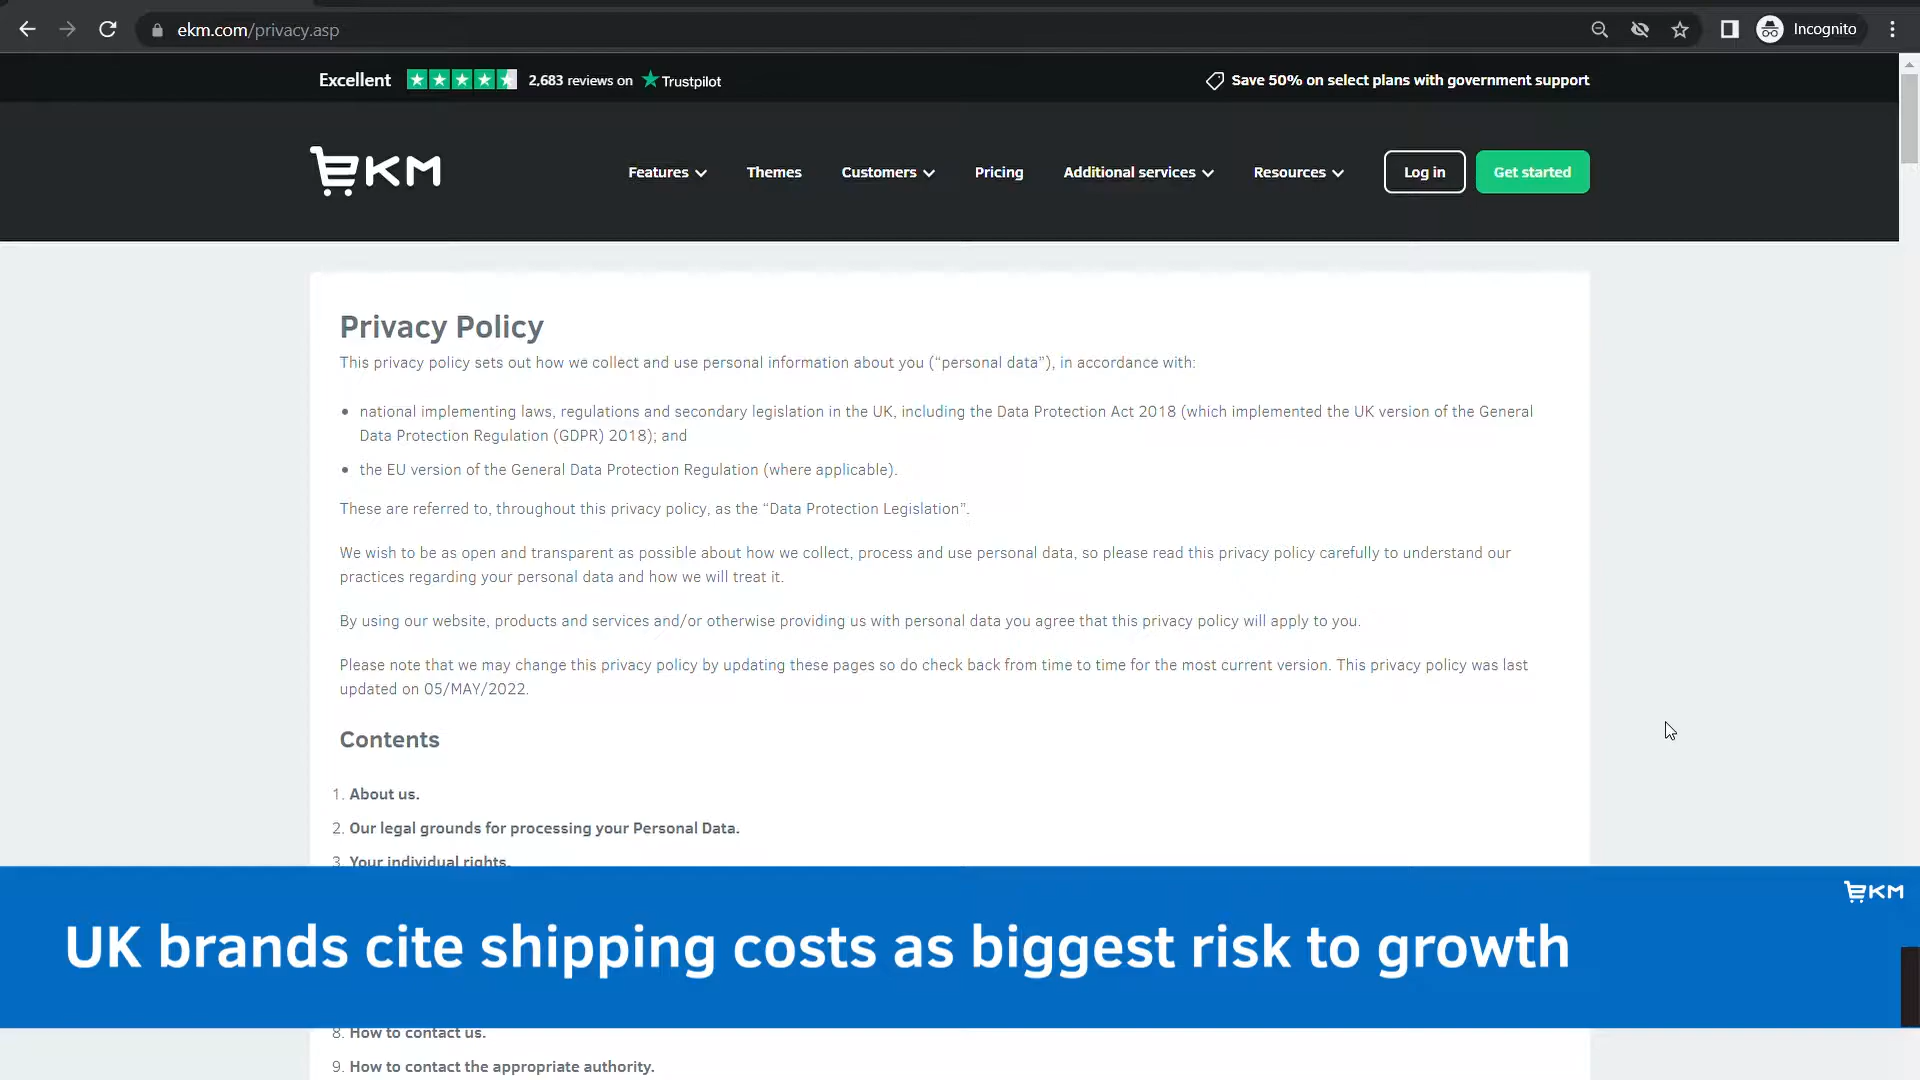 ekm.com/privacy.asp
Incognito
Excellent 2,683 reviews on Trustpilot
Save 50% on select plans with government support
EKM
Features
Themes
Customers
Pricing
Additional services
Resources
Log in
Get started
Privacy Policy
This privacy policy sets out how we collect and use personal information about you (“personal data”), in accordance with:
national implementing laws, regulations and secondary legislation in the UK, including the Data Protection Act 2018 (which implemented the UK version of the General
Data Protection Regulation (GDPR) 2018); and
the EU version of the General Data Protection Regulation (where applicable).
These are referred to, throughout this privacy policy, as the “Data Protection Legislation”.
We wish to be as open and transparent as possible about how we collect, process and use personal data, so please read this privacy policy carefully to understand our
practices regarding your personal data and how we will treat it.
By using our website, products and services and/or otherwise providing us with personal data you agree that this privacy policy will apply to you.
Please note that we may change this privacy policy by updating these pages so do check back from time to time for the most current version. This privacy policy was last
updated on 05/MAY/2022.
Contents
1. About us.
2. Our legal grounds for processing your Personal Data.
3. Your individual rights.
EKM
UK brands cite shipping costs as biggest risk to growth
8. How to contact us.
9. How to contact the appropriate authority.